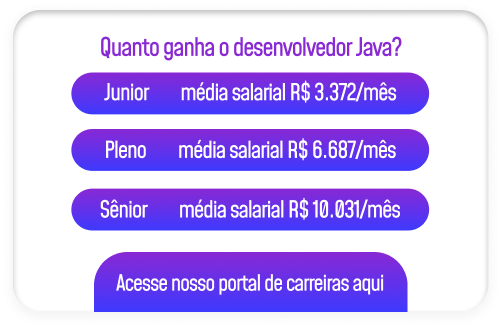 Quanto ganha o desenvolvedor Java?
Junior média salarial R$ 3.372/mês
Pleno média salarial R$ 6.687/mês
Sênior média salarial R$ 10.031/mês
Acesse nosso portal de carreiras aqui